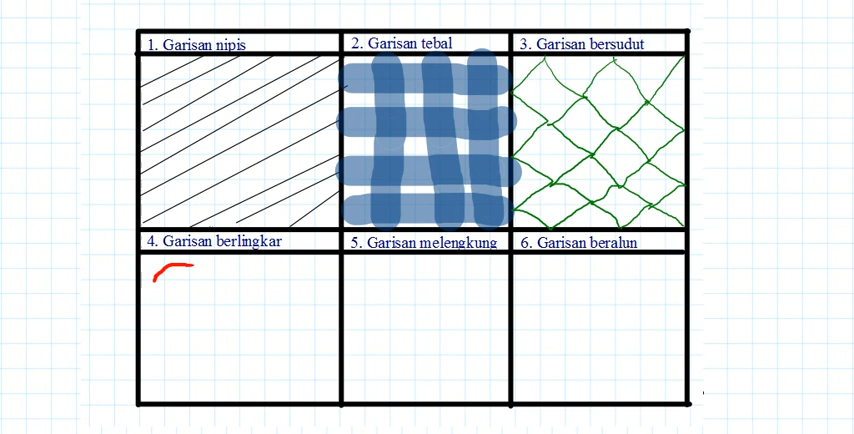 1. Garisan nipis
2. Garisan tebal
3. Garisan bersudut
4. Garisan berlingkar
5. Garisan melengkung
6. Garisan beralun